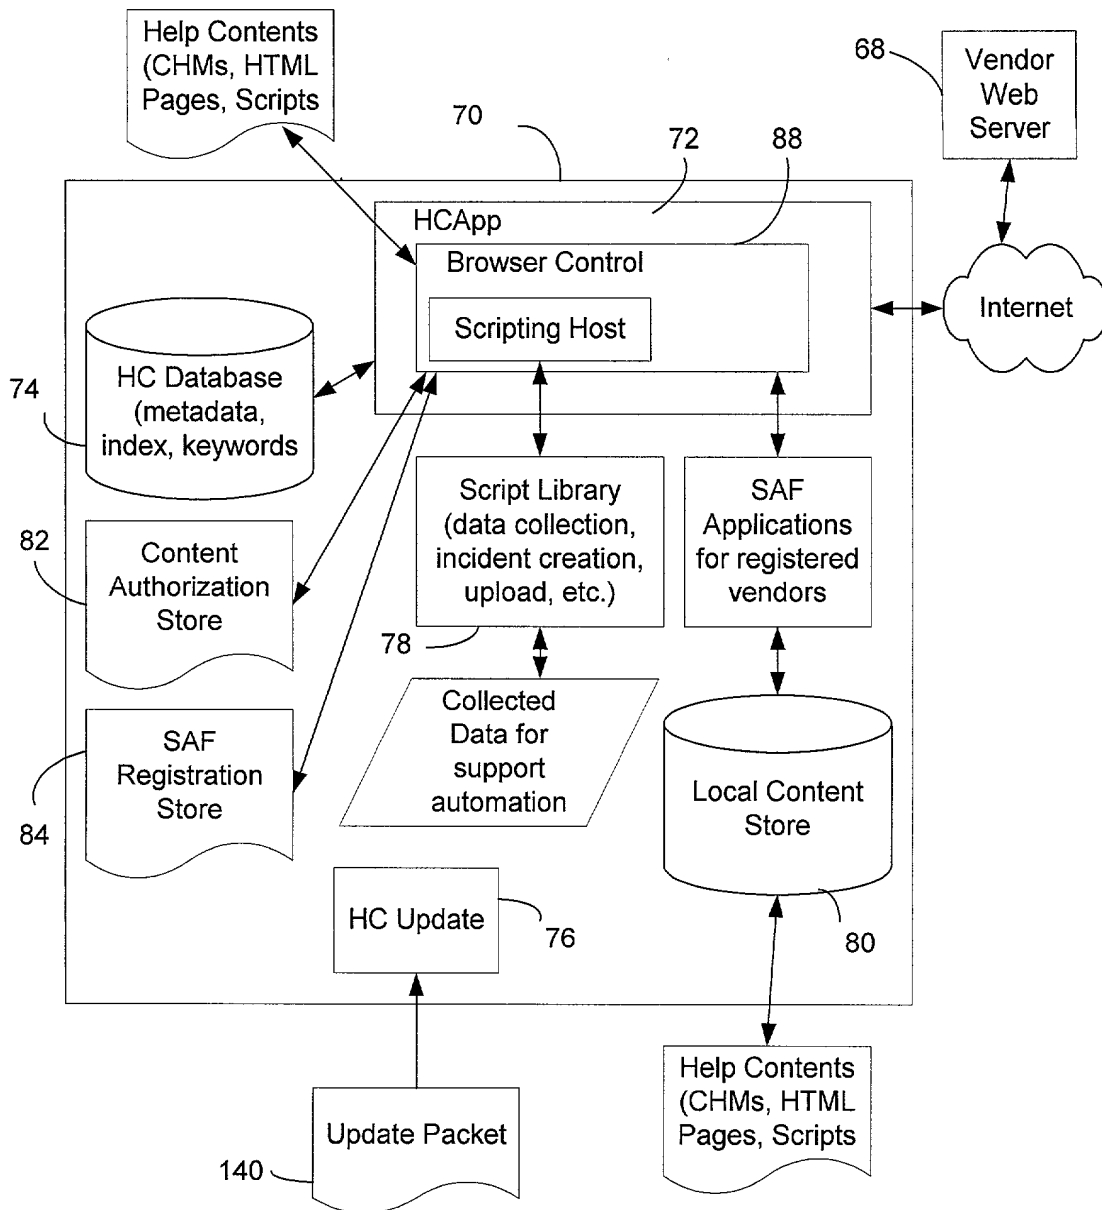 Help Contents
(CHMs, HTML
Pages, Scripts
68
Vendor
Web
Server
70
72
88
HCApp
Browser Control
Scripting Host
Internet
74
HC Database
(metadata,
index, keywords
82
Content
Authorization
Store
Script Library
(data collection,
incident creation,
upload, etc.)
78
SAF
Applications
for registered
vendors
84
SAF
Registration
Store
Collected
Data for
support
automation
Local Content
Store
80
HC Update
76
Update Packet
140
Help Contents
(CHMs, HTML
Pages, Scripts